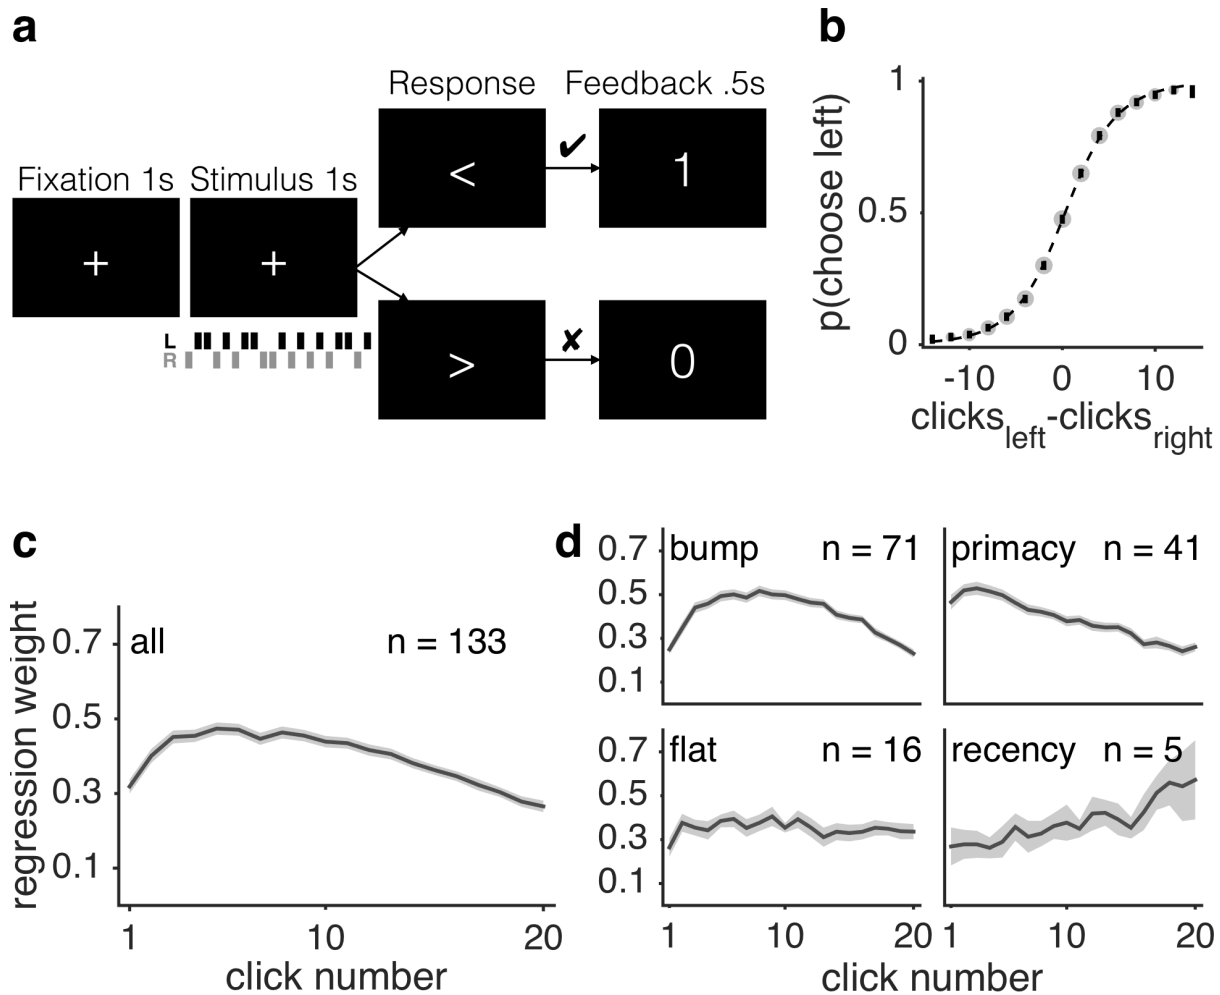 a
Response Feedback .5s
Fixation 1s Stimulus 1s
< ✔ 1
+ +
L
R
> ✘ 0
b
p(choose left)
1
0.5
0
-10 0 10
clicksleft-clicksright
c
regression weight
all n = 133
0.7
0.5
0.3
0.1
1 10 20
click number
d
bump n = 71
0.7
0.5
0.3
0.1
primacy n = 41
flat n = 16
0.7
0.5
0.3
0.1
1 10 20
recency n = 5
1 10 20
click number